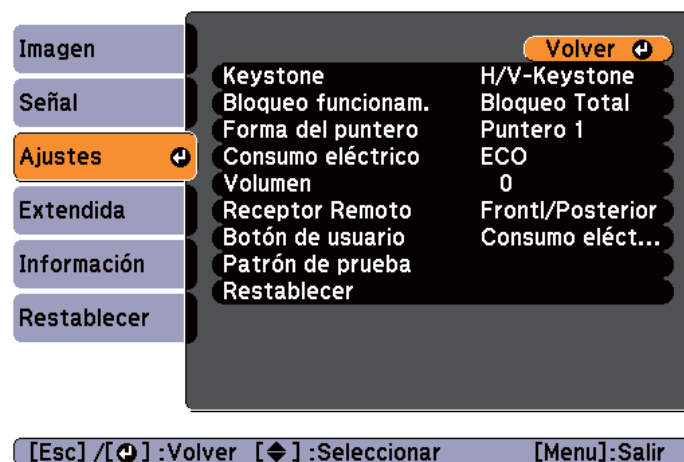 Imagen
Señal
Ajustes
Extendida
Información
Restablecer
Volver
Keystone H/V-Keystone
Bloqueo funcionam. Bloqueo Total
Forma del puntero Puntero 1
Consumo eléctrico ECO
Volumen 0
Receptor Remoto Frontl/Posterior
Botón de usuario Consumo eléct...
Patrón de prueba
Restablecer
[Esc] /[⏎] :Volver [◆] :Seleccionar [Menu]:Salir